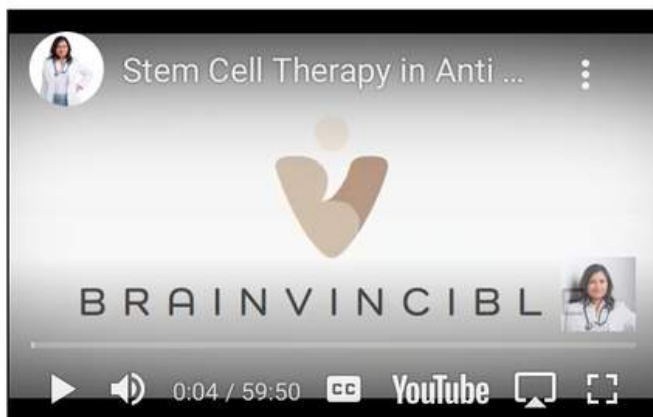 Stem Cell Therapy in Anti ...
BRAINVINCIBL
0:04 / 59:50 CC YouTube